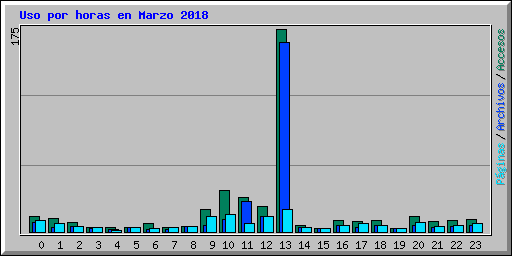 Uso por horas en Marzo 2018
175
Páginas / Archivos / Accesos
0 1 2 3 4 5 6 7 8 9 10 11 12 13 14 15 16 17 18 19 20 21 22 23